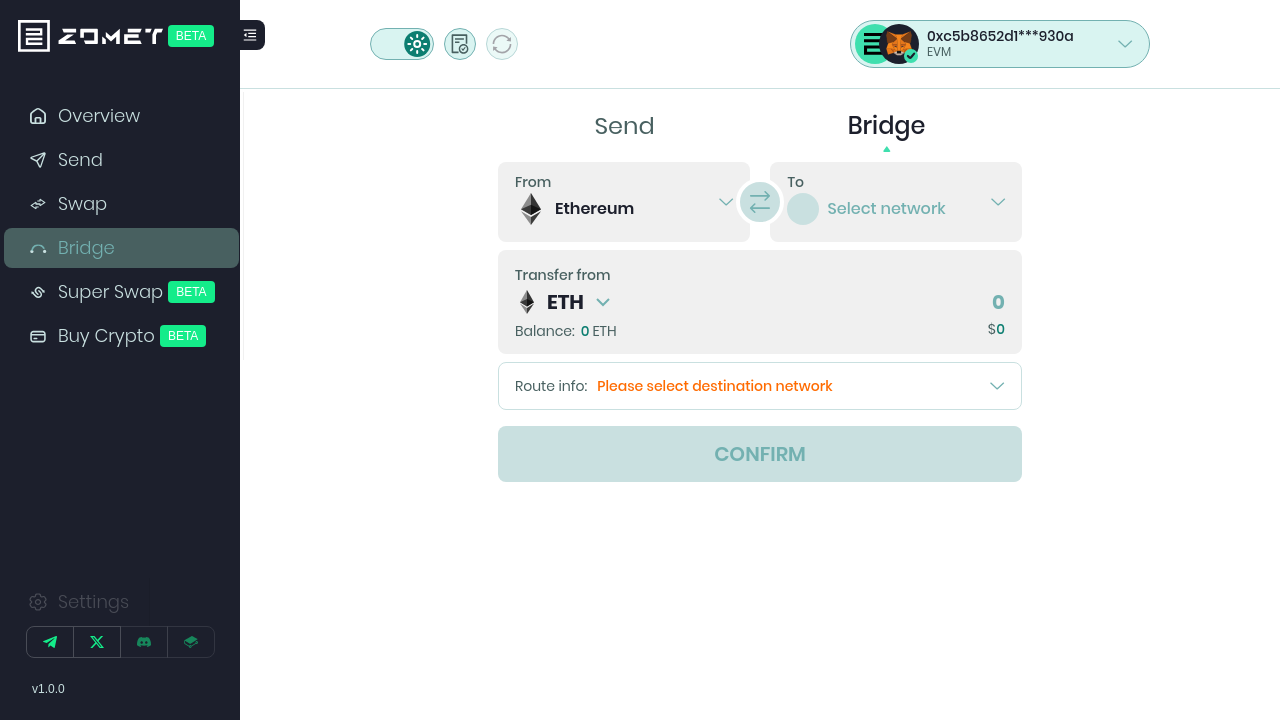 ZOMET BETA
Overview
Send
Swap
Bridge
Super Swap BETA
Buy Crypto BETA
Settings
v1.0.0
0xc5b8652d1***930a
EVM
Send
Bridge
From
Ethereum
To
Select network
Transfer from
ETH
0
Balance: 0 ETH
$0
Route info: Please select destination network
CONFIRM